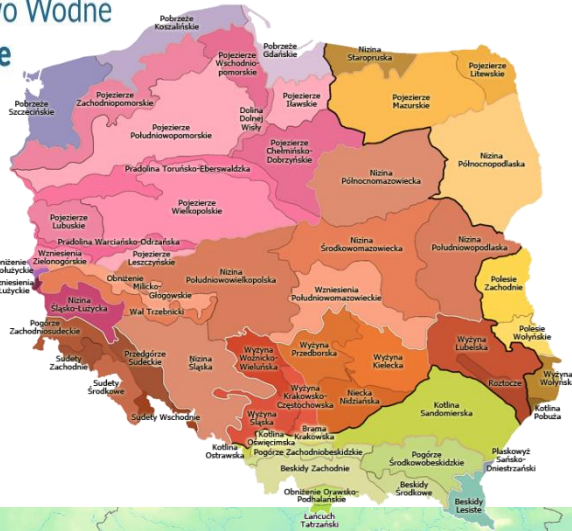 o Wodne
e
Pobrzeże
Koszalińskie
Pobrzeże
Gdańskie
Nizina
Staropruska
Pojezierze
Wschodnio-
pomorskie
Pojezierze
Litewskie
Pobrzeże
Szczecińskie
Pojezierze
Zachodniopomorskie
Pojezierze
Iławskie
Pojezierze
Mazurskie
Dolina
Dolnej
Wisły
Pojezierze
Południowopomorskie
Pojezierze
Chełmińsko-
Dobrzyńskie
Nizina
Północnopodlaska
Pradolina Toruńsko-Eberswaldzka
Nizina
Północnomazowiecka
Pojezierze
Wielkopolskie
Pojezierze
Lubuskie
Pradolina Warciańsko-Odrzańska
Nizina
Środkowomazowiecka
Nizina
Południowopodlaska
Wzniesienia
Zielonogórskie
Pojezierze
Leszczyńskie
niżenie
ołużyckie
zniesienia
Łużyckie
Obniżenie
Milicko-
Głogowskie
Nizina
Południowowielkopolska
Polesie
Zachodnie
Wzniesienia
Południowomazowieckie
Nizina
Śląsko-Łużycka
Wał Trzebnicki
Pogórze
Zachodniosudeckie
Polesie
Wołyńskie
Sudety
Zachodnie
Przedgórze
Sudeckie
Nizina
Śląska
Wyżyna
Woźnicko-
Wieluńska
Wyżyna
Przedborska
Wyżyna
Kielecka
Wyżyna
Lubelska
Roztocze
Wyżyna
Wołyńsk
Sudety
Środkowe
Wyżyna
Krakowsko-
Częstochowska
Niecka
Nidziańska
Kotlina
Sandomierska
Kotlina
Pobuża
Sudety Wschodnie
Wyżyna
Śląska
Brama
Krakowska
Kotlina
Oświęcimska
Kotlina
Ostrawska
Pogórze Zachodniobeskidzkie
Pogórze
Środkowobeskidzkie
Płaskowyż
Sańsko-
Dniestrzański
Beskidy Zachodnie
Beskidy
Środkowe
Obniżenie Orawsko-
Podhalańskie
Beskidy
Lesiste
Łańcuch
Tatrzański